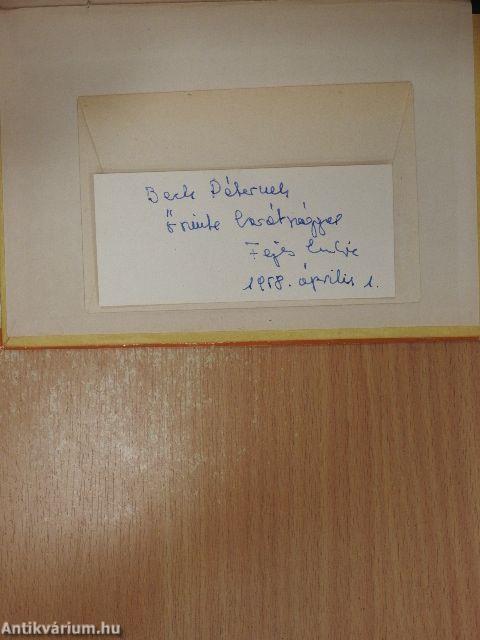 Beck Péternek
őszinte barátsággal
Fejes Endre
1958. április 1.
Antikvárium.hu